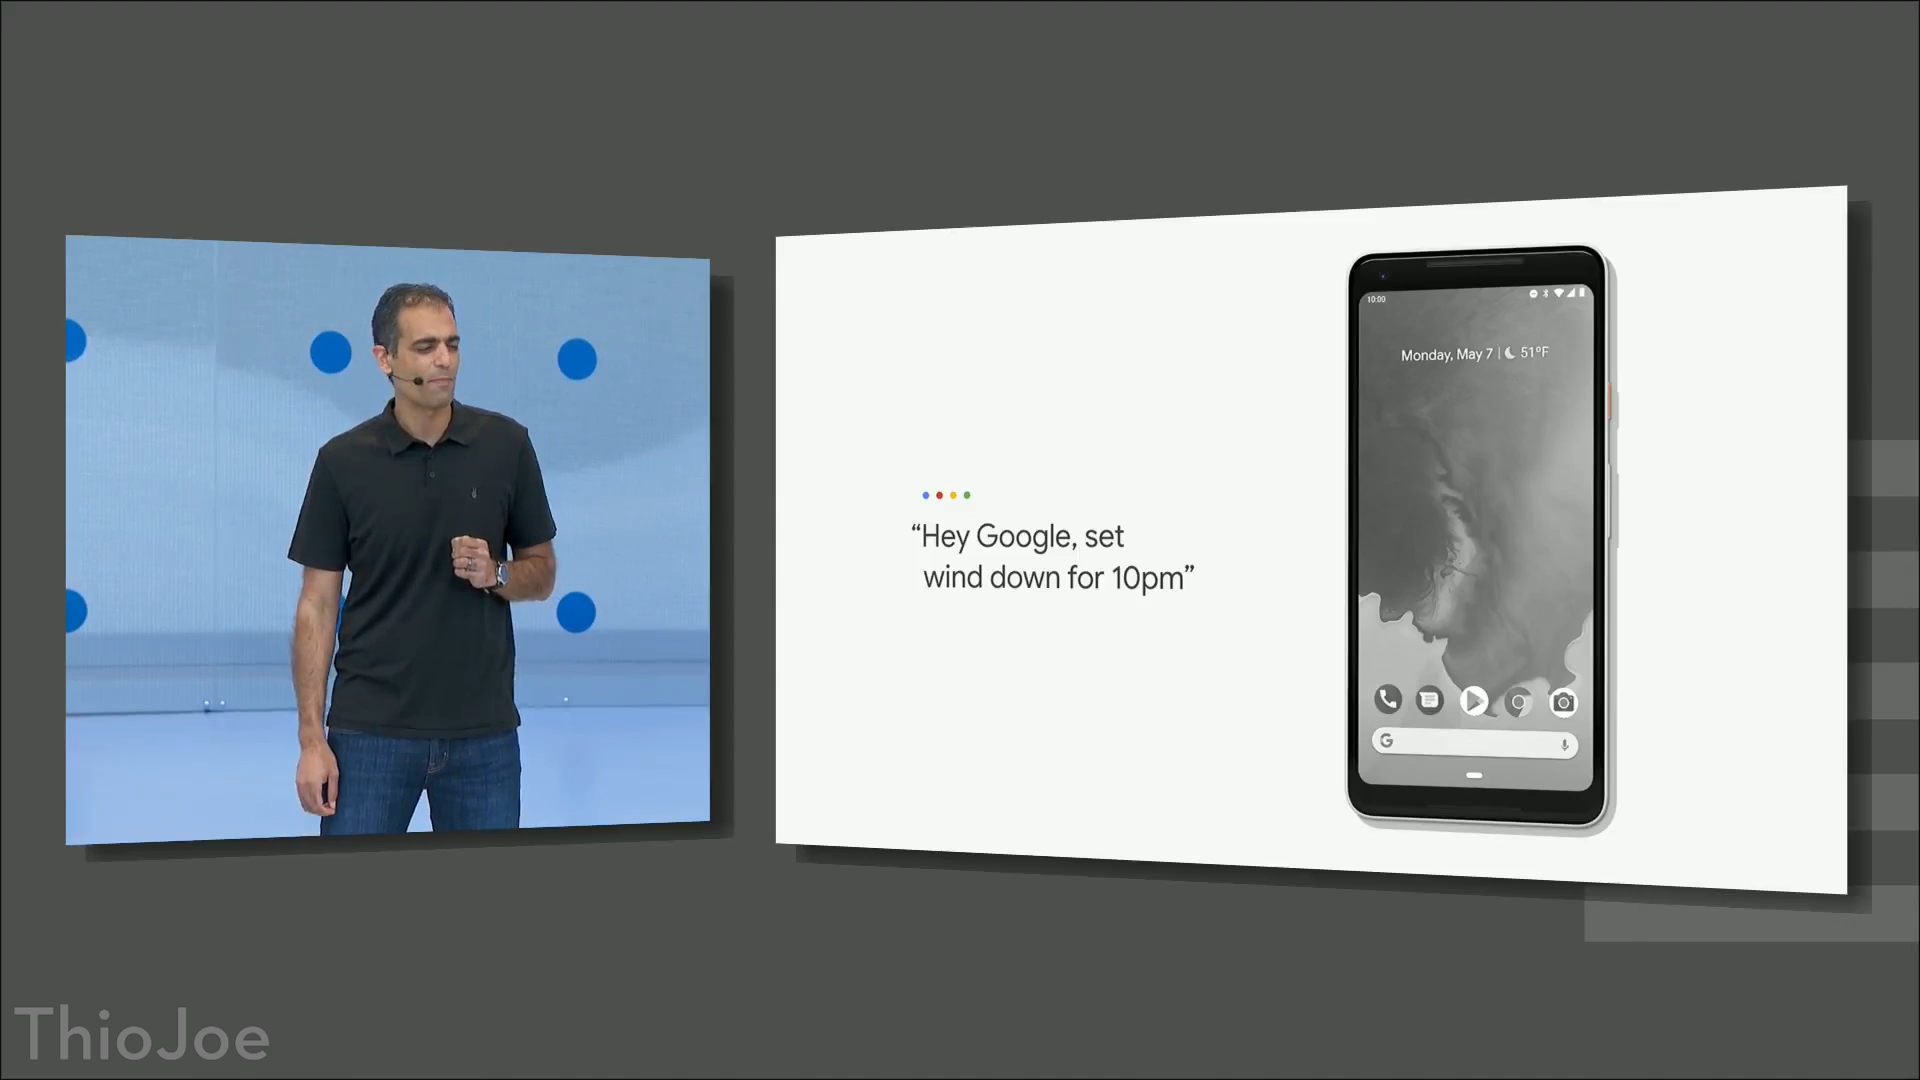 “Hey Google, set
wind down for 10pm”
10:00
Monday, May 7 | 51°F
G
ThioJoe